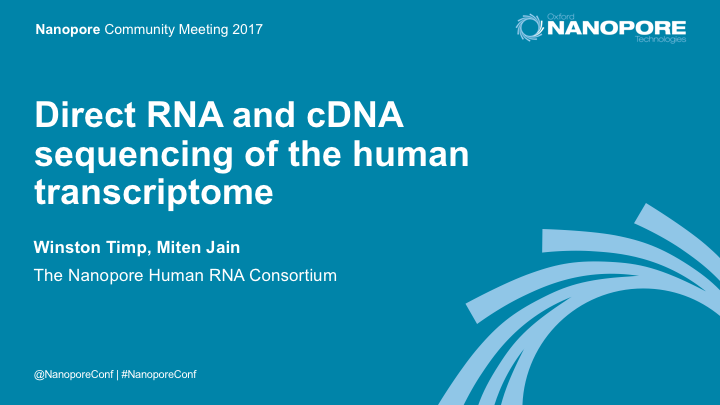 Nanopore Community Meeting 2017
Oxford
NANOPORE
Technologies
Direct RNA and cDNA
sequencing of the human
transcriptome
Winston Timp, Miten Jain
The Nanopore Human RNA Consortium
@NanoporeConf | #NanoporeConf